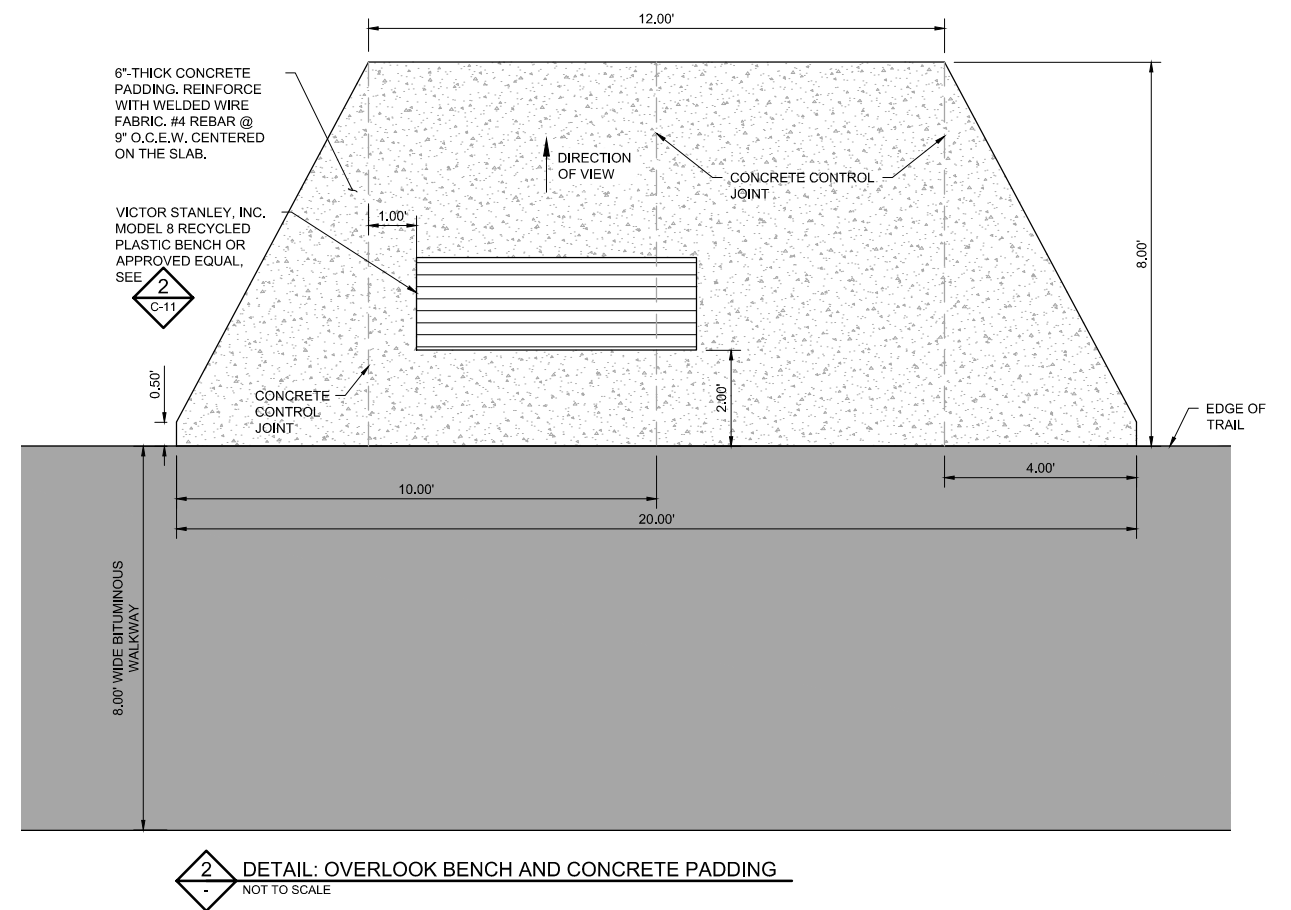 12.00'
6"-THICK CONCRETE
PADDING. REINFORCE
WITH WELDED WIRE
FABRIC. #4 REBAR @
9" O.C.E.W. CENTERED
ON THE SLAB.
DIRECTION
OF VIEW
CONCRETE CONTROL
JOINT
VICTOR STANLEY, INC.
MODEL 8 RECYCLED
PLASTIC BENCH OR
APPROVED EQUAL,
SEE
2
C-11
1.00'
8.00'
0.50'
CONCRETE
CONTROL
JOINT
2.00'
EDGE OF
TRAIL
4.00'
10.00'
20.00'
8.00' WIDE BITUMINOUS
WALKWAY
2
-
DETAIL: OVERLOOK BENCH AND CONCRETE PADDING
NOT TO SCALE